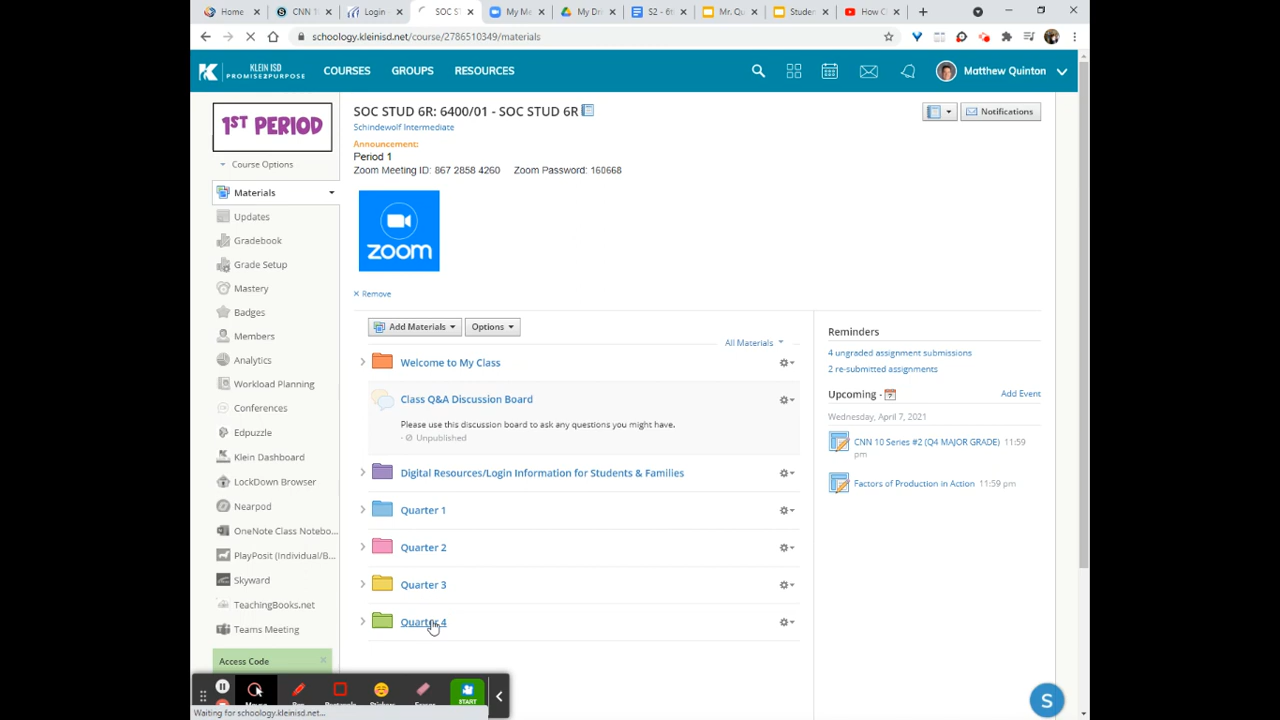 Home
CNN 1
Login
SOC ST
My M
My Dri
S2 - 6t
Mr. Qu
Studen
How C
schoology.kleinisd.net/course/2786510349/materials
KLEIN ISD
PROMISE2PURPOSE
COURSES
GROUPS
RESOURCES
Matthew Quinton
1ST PERIOD
Course Options
Materials
Updates
Gradebook
Grade Setup
Mastery
Badges
Members
Analytics
Workload Planning
Conferences
Edpuzzle
Klein Dashboard
LockDown Browser
Nearpod
OneNote Class Notebo...
PlayPosit (Individual/B...
Skyward
TeachingBooks.net
Teams Meeting
Access Code
SOC STUD 6R: 6400/01 - SOC STUD 6R
Schindewolf Intermediate
Notifications
Announcement:
Period 1
Zoom Meeting ID: 867 2858 4260 Zoom Password: 160668
zoom
× Remove
Add Materials
Options
All Materials
Welcome to My Class
Class Q&A Discussion Board
Please use this discussion board to ask any questions you might have.
· Unpublished
Digital Resources/Login Information for Students & Families
Quarter 1
Quarter 2
Quarter 3
Quarter 4
Reminders
4 ungraded assignment submissions
2 re-submitted assignments
Upcoming ·
Add Event
Wednesday, April 7, 2021
CNN 10 Series #2 (Q4 MAJOR GRADE) 11:59
pm
Factors of Production in Action 11:59 pm
START
S
Waiting for schoology.kleinisd.net...